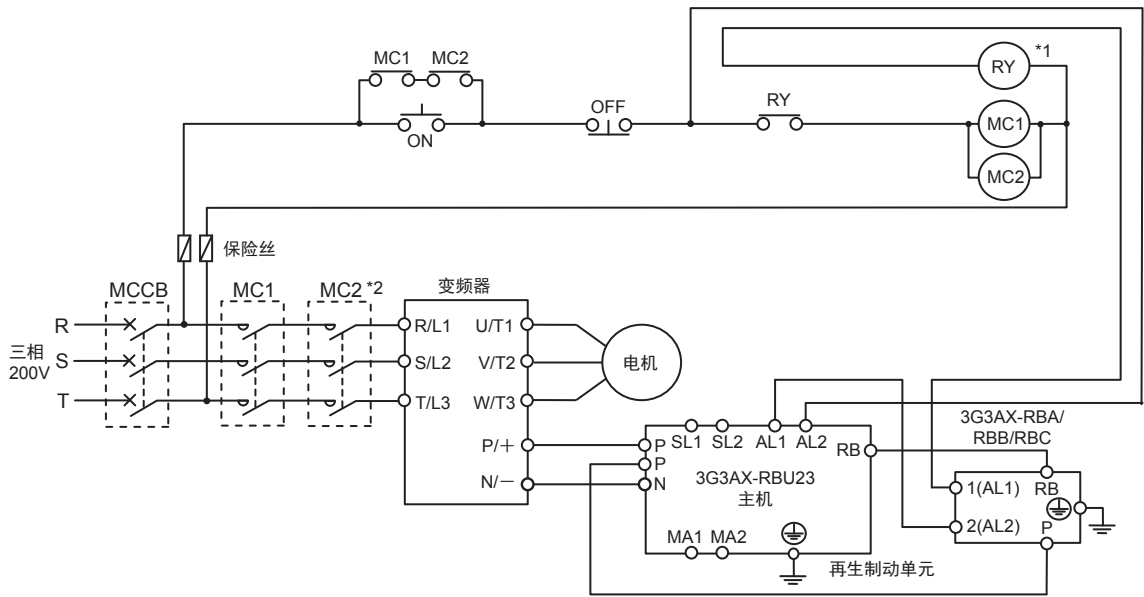 MC1 MC2
*1
RY
OFF
RY
ON
MC1
MC2
保险丝
MCCB
MC1
MC2 *2
变频器
R
R/L1
U/T1
三相
200V
S
S/L2
V/T2
电机
T
T/L3
W/T3
P/+
N/−
P
P
N
SL1
SL2
AL1
AL2
RB
3G3AX-RBU23
主机
MA1 MA2
再生制动单元
3G3AX-RBA/
RBB/RBC
1(AL1)
RB
2(AL2)
P